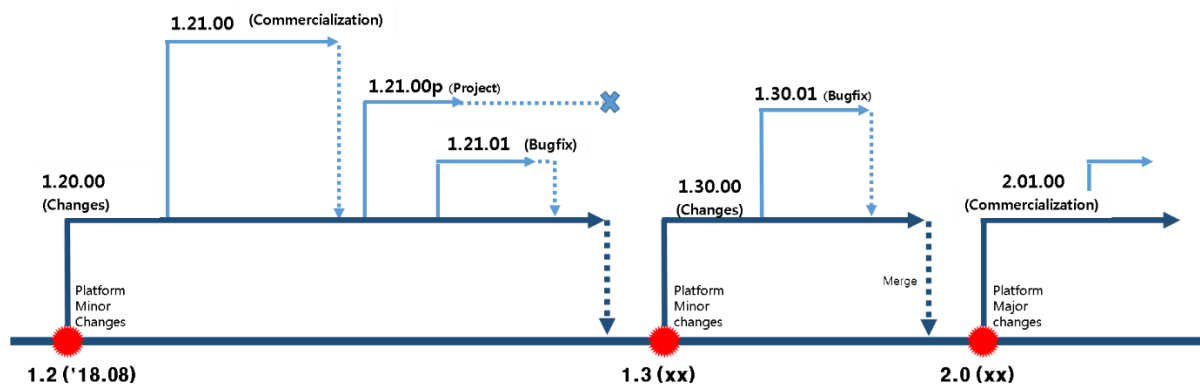 1.21.00 (Commercialization)
1.21.00p (Project)
1.30.01 (Bugfix)
1.21.01 (Bugfix)
1.20.00
(Changes)
1.30.00
(Changes)
2.01.00
(Commercialization)
Platform
Minor
Changes
Platform
Minor
changes
Merge
Platform
Major
changes
1.2 ('18.08)
1.3 (xx)
2.0 (xx)